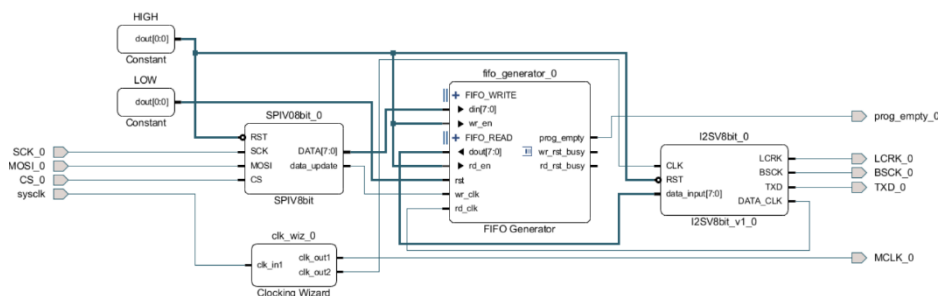 HIGH
dout[0:0]
Constant
LOW
dout[0:0]
Constant
SCK_0
MOSI_0
CS_0
sysclk
SPIV08bit_0
RST
SCK
MOSI
CS
DATA[7:0]
data_update
SPIV8bit
clk_wiz_0
clk_in1
clk_out1
clk_out2
Clocking Wizard
fifo_generator_0
FIFO_WRITE
din[7:0]
wr_en
FIFO_READ
dout[7:0]
rd_en
rst
wr_clk
rd_clk
prog_empty
wr_rst_busy
rd_rst_busy
FIFO Generator
I2SV8bit_0
CLK
RST
data_input[7:0]
LCRK
BSCK
TXD
DATA_CLK
I2SV8bit_v1_0
prog_empty_0
LCRK_0
BSCK_0
TXD_0
MCLK_0